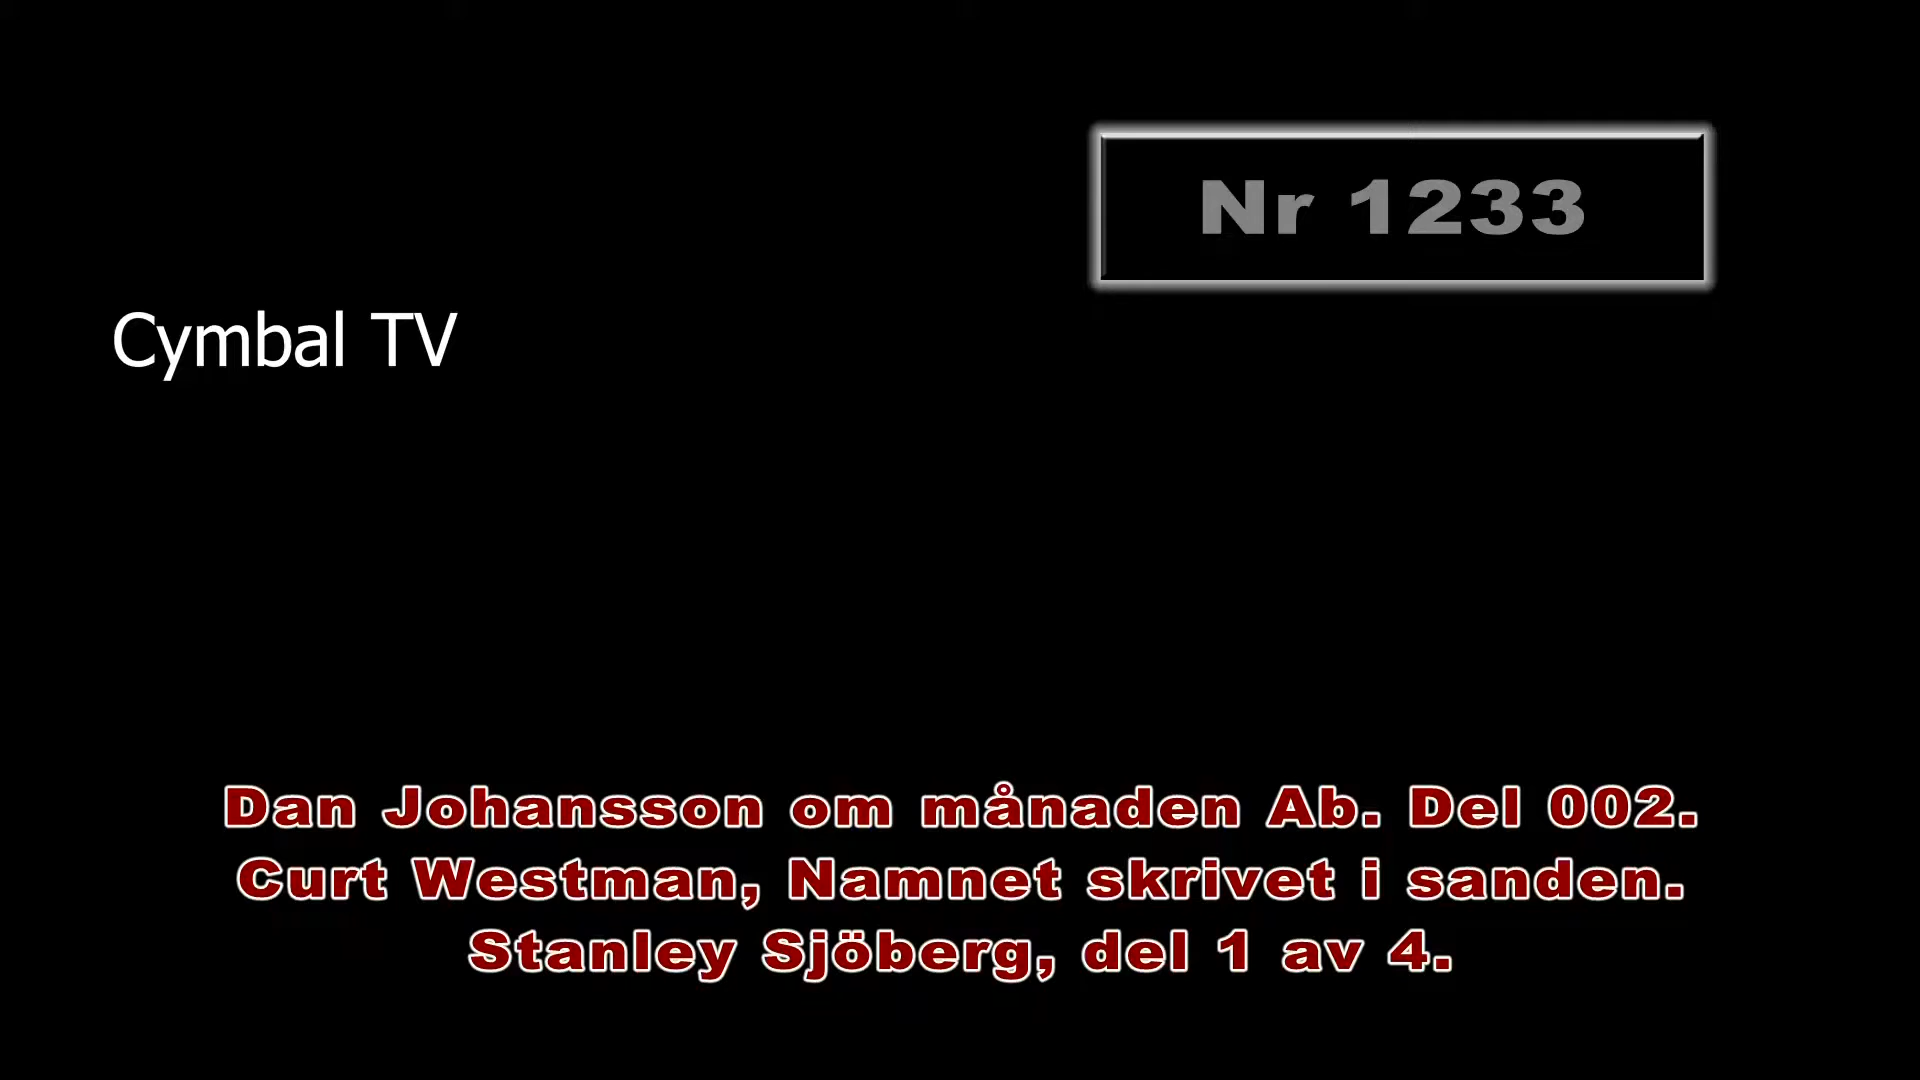 Nr 1233
Cymbal TV
Dan Johansson om månaden Ab. Del 002.
Curt Westman, Namnet skrivet i sanden.
Stanley Sjöberg, del 1 av 4.